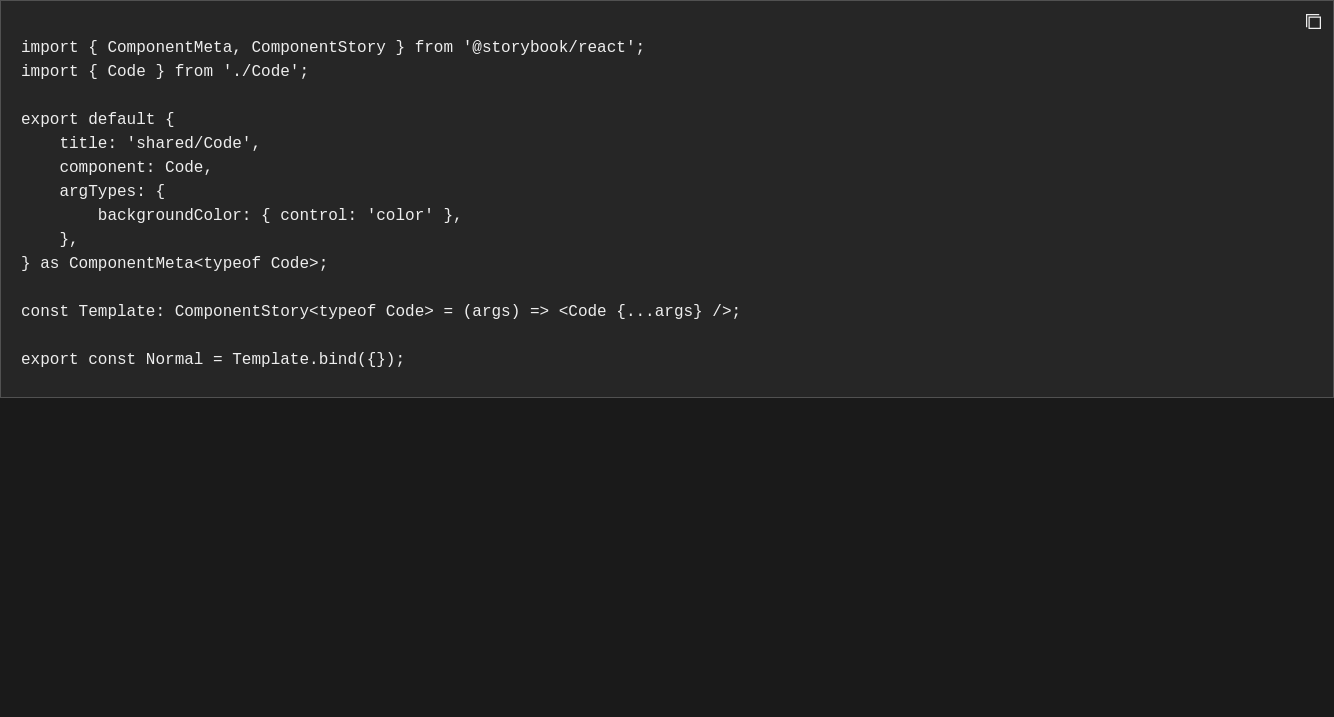 import { ComponentMeta, ComponentStory } from '@storybook/react';
import { Code } from './Code';

export default {
    title: 'shared/Code',
    component: Code,
    argTypes: {
        backgroundColor: { control: 'color' },
    },
} as ComponentMeta<typeof Code>;

const Template: ComponentStory<typeof Code> = (args) => <Code {...args} />;

export const Normal = Template.bind({});